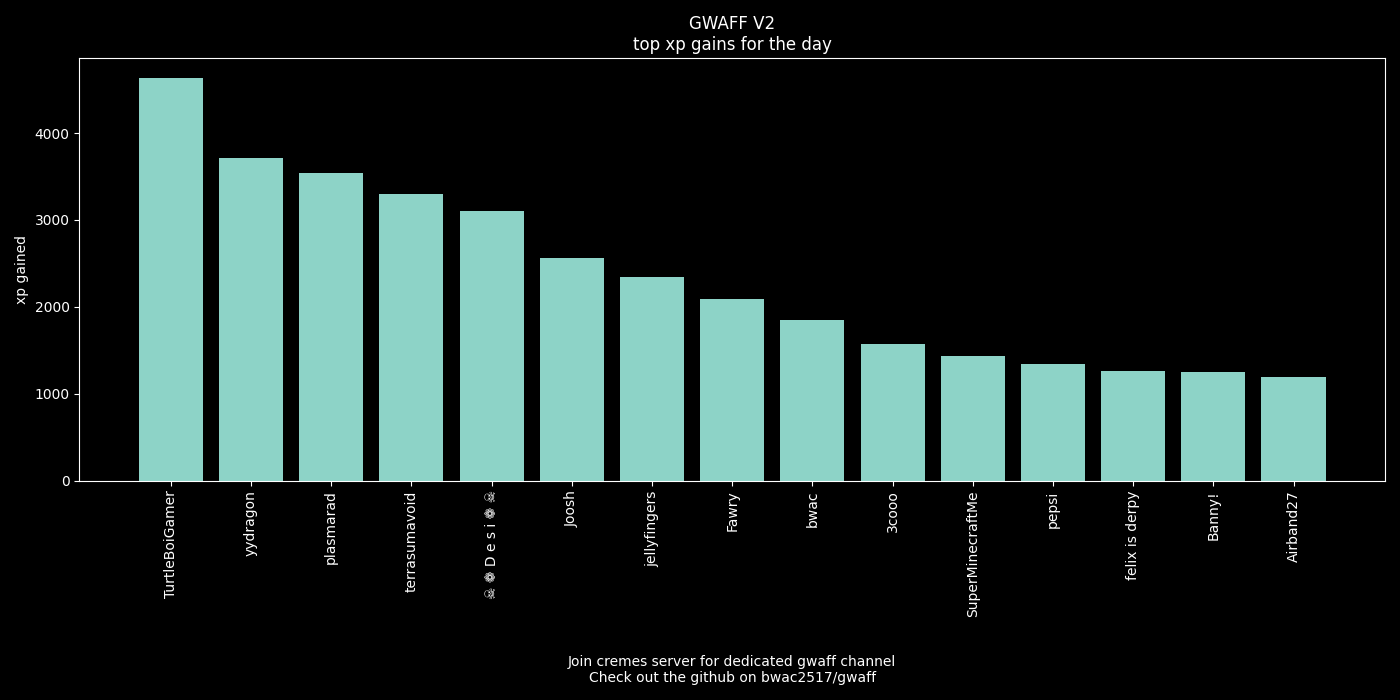 GWAFF V2
top xp gains for the day
xp gained
4000
3000
2000
1000
0
TurtleBoiGamer
yydragon
plasmarad
terrasumavoid
☠ ❁ D e s i ❁ ☠
Joosh
jellyfingers
Fawry
bwac
3cooo
SuperMinecraftMe
pepsi
felix is derpy
Banny!
Airband27
Join cremes server for dedicated gwaff channel
Check out the github on bwac2517/gwaff